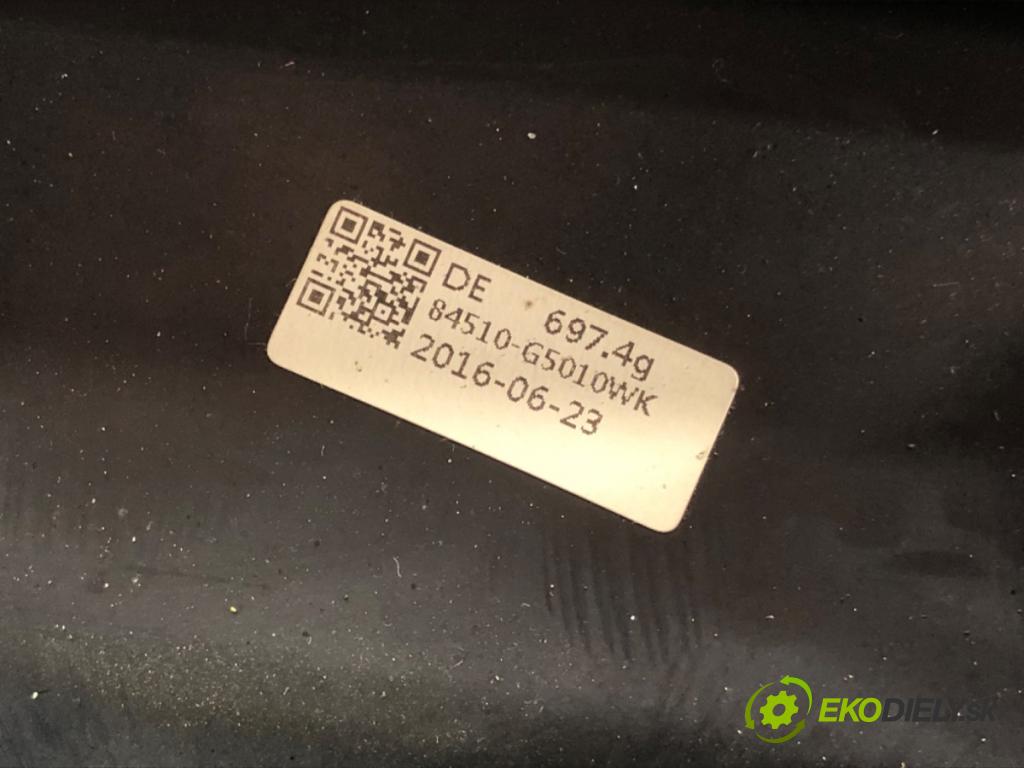 DE 697.4g
84510-G5010WK
2016-06-23
EKODIELY.SK